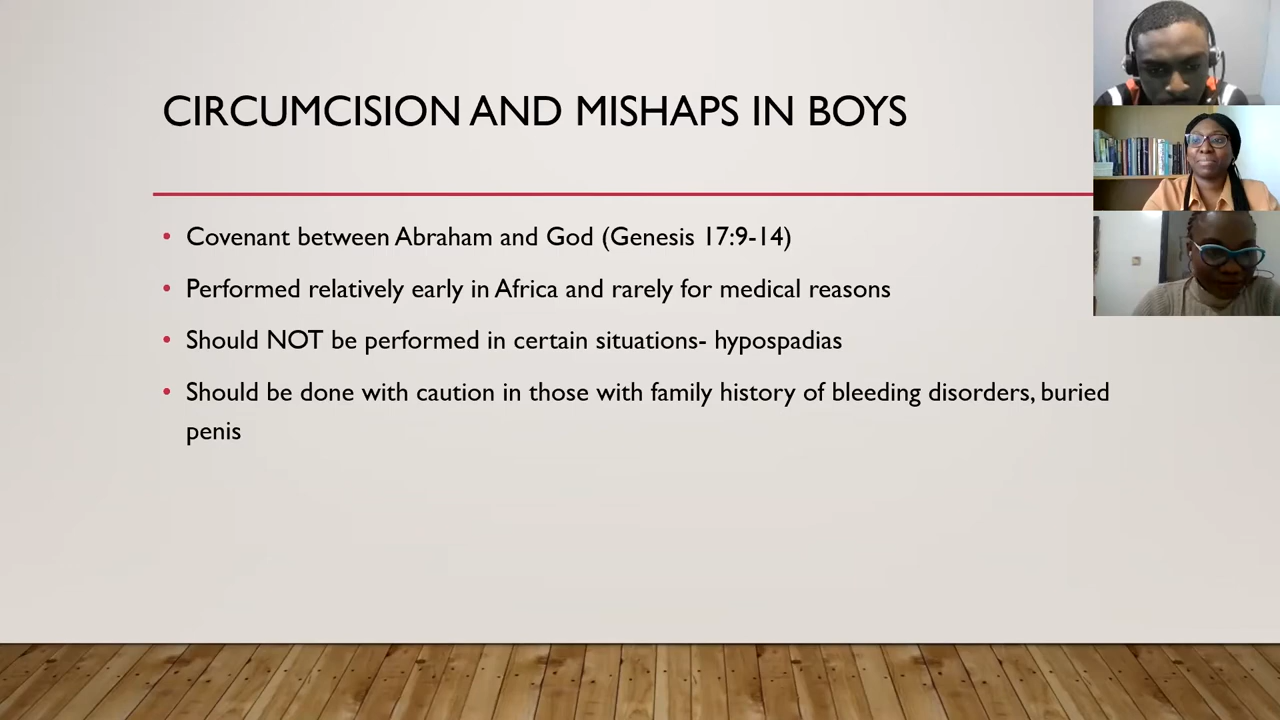 CIRCUMCISION AND MISHAPS IN BOYS
• Covenant between Abraham and God (Genesis 17:9-14)
• Performed relatively early in Africa and rarely for medical reasons
• Should NOT be performed in certain situations- hypospadias
• Should be done with caution in those with family history of bleeding disorders, buried
penis